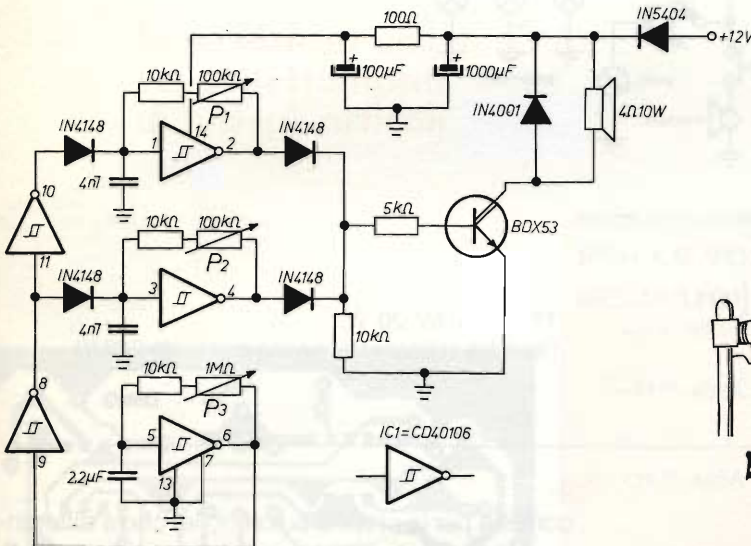 100Ω
IN5404
+12V
+
100µF
+
1000µF
10kΩ
100kΩ
P1
IN4148
14
IN4148
IN4001
4Ω10W
1
2
10
4n7
5kΩ
BDX53
10kΩ
100kΩ
P2
11
IN4148
IN4148
3
4
4n7
10kΩ
10kΩ
1MΩ
P3
8
IC1=CD40106
5
6
7
9
2,2µF
13